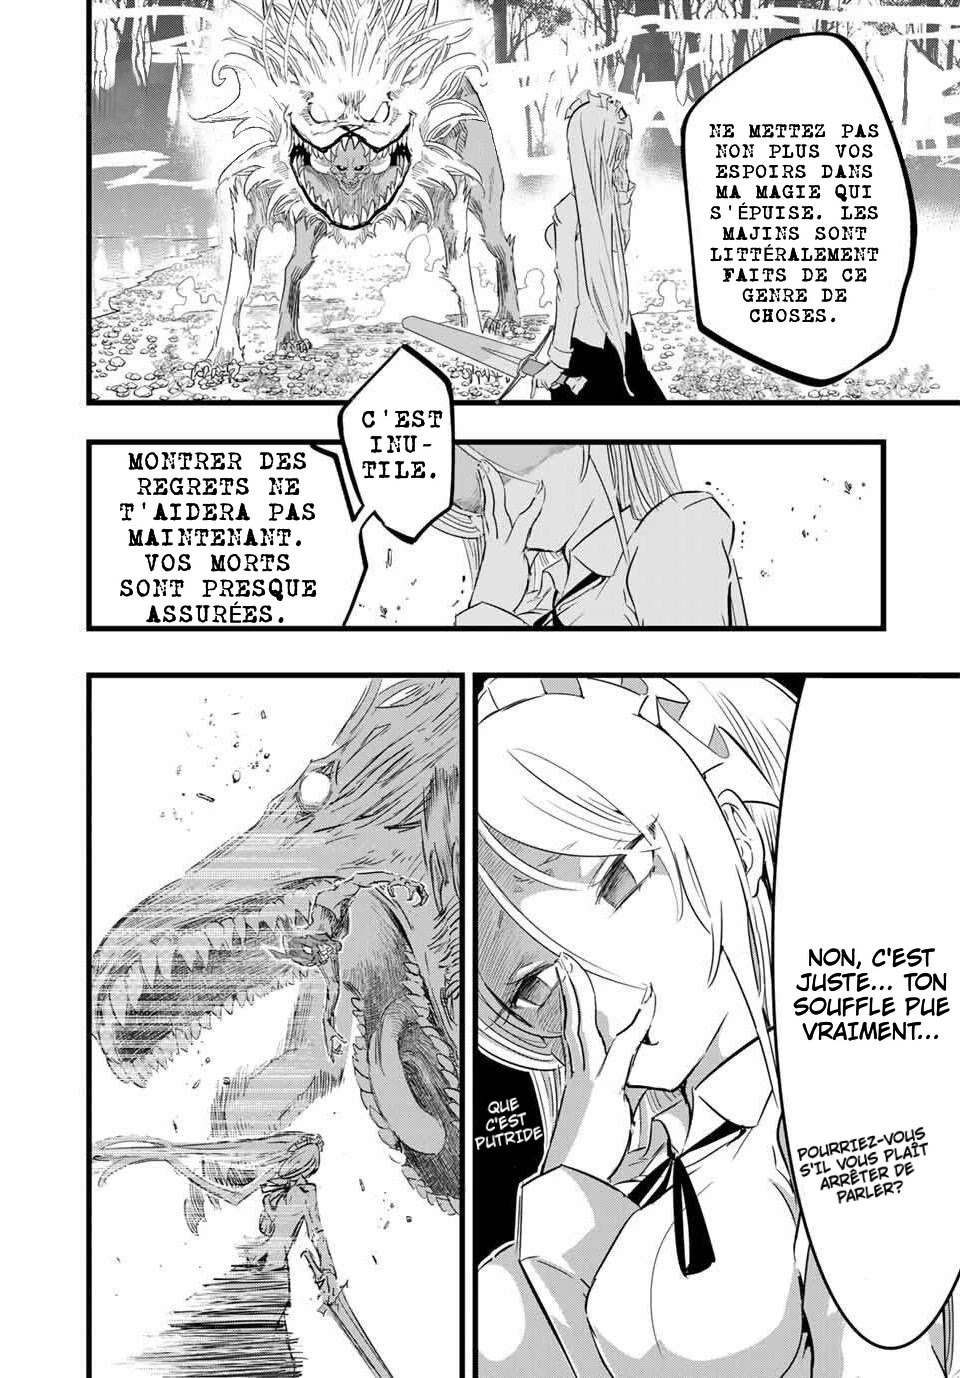 NE METTEZ PAS
NON PLUS VOS
ESPOIRS DANS
MA MAGIE QUI
S'ÉPUISE. LES
MAJINS SONT
LITTÉRALEMENT
FAITS DE CE
GENRE DE
CHOSES.
C'EST
INU-
TILE.
MONTRER DES
REGRETS NE
T'AIDERA PAS
MAINTENANT.
VOS MORTS
SONT PRESQUE
ASSURÉES.
NON, C'EST
JUSTE... TON
SOUFFLE PUE
VRAIMENT...
POURRIEZ-VOUS
S'IL VOUS PLAÎT
ARRÊTER DE
PARLER?
QUE
C'EST
PUTRIDE